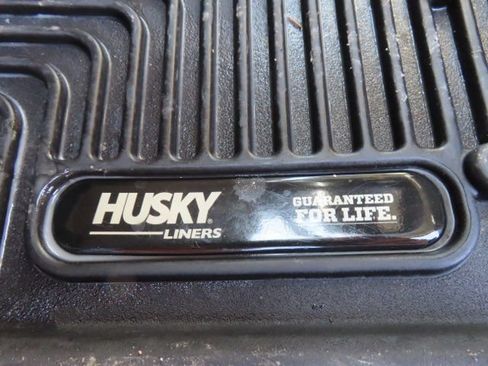 HUSKY®
LINERS
GUARANTEED
FOR LIFE.